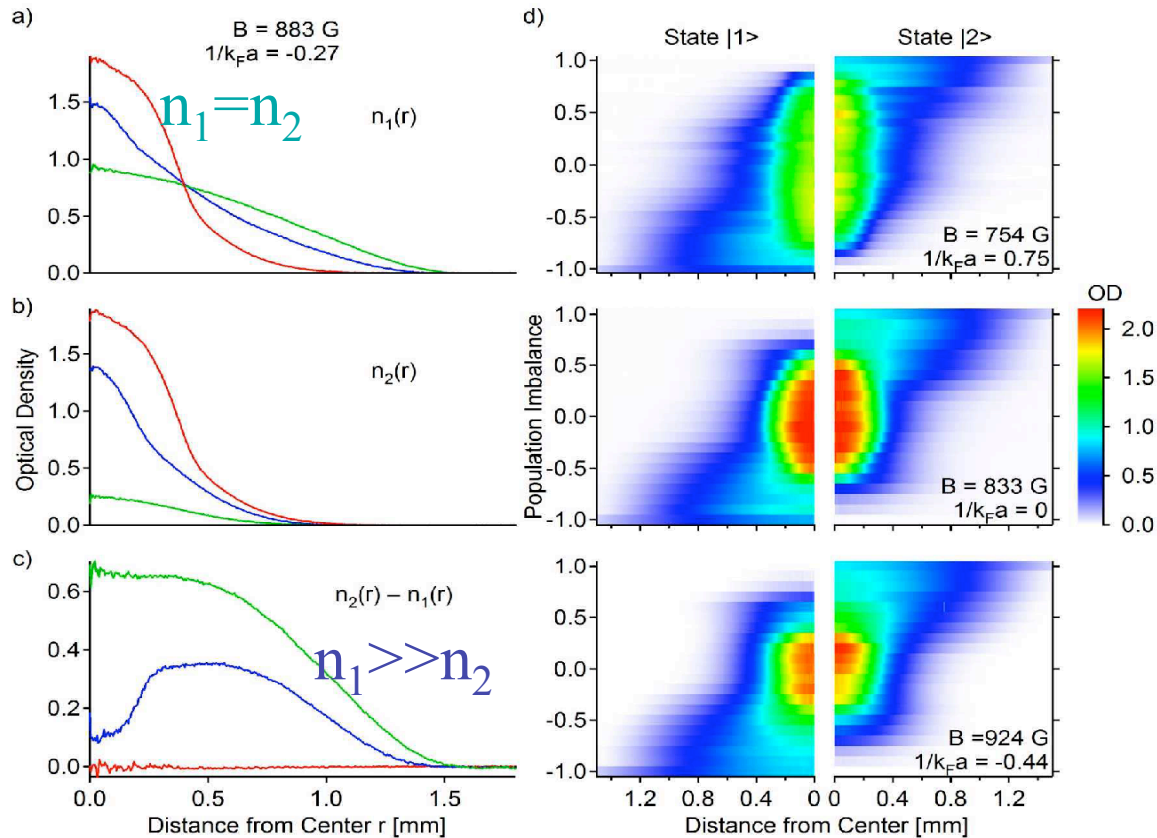 a)
B = 883 G
1/kFa = -0.27
n1=n2
n1(r)
1.5
1.0
0.5
0.0
b)
n2(r)
1.5
1.0
0.5
0.0
Optical Density
c)
n2(r) – n1(r)
n1>>n2
0.6
0.4
0.2
0.0
0.0
0.5
1.0
1.5
Distance from Center r [mm]
d)
State |1>
State |2>
1.0
0.5
0.0
-0.5
-1.0
B = 754 G
1/kFa = 0.75
Population Imbalance
1.0
0.5
0.0
-0.5
-1.0
B = 833 G
1/kFa = 0
OD
2.0
1.5
1.0
0.5
0.0
1.0
0.5
0.0
-0.5
-1.0
B =924 G
1/kFa = -0.44
1.2
0.8
0.4
0
0
0.4
0.8
1.2
Distance from Center [mm]